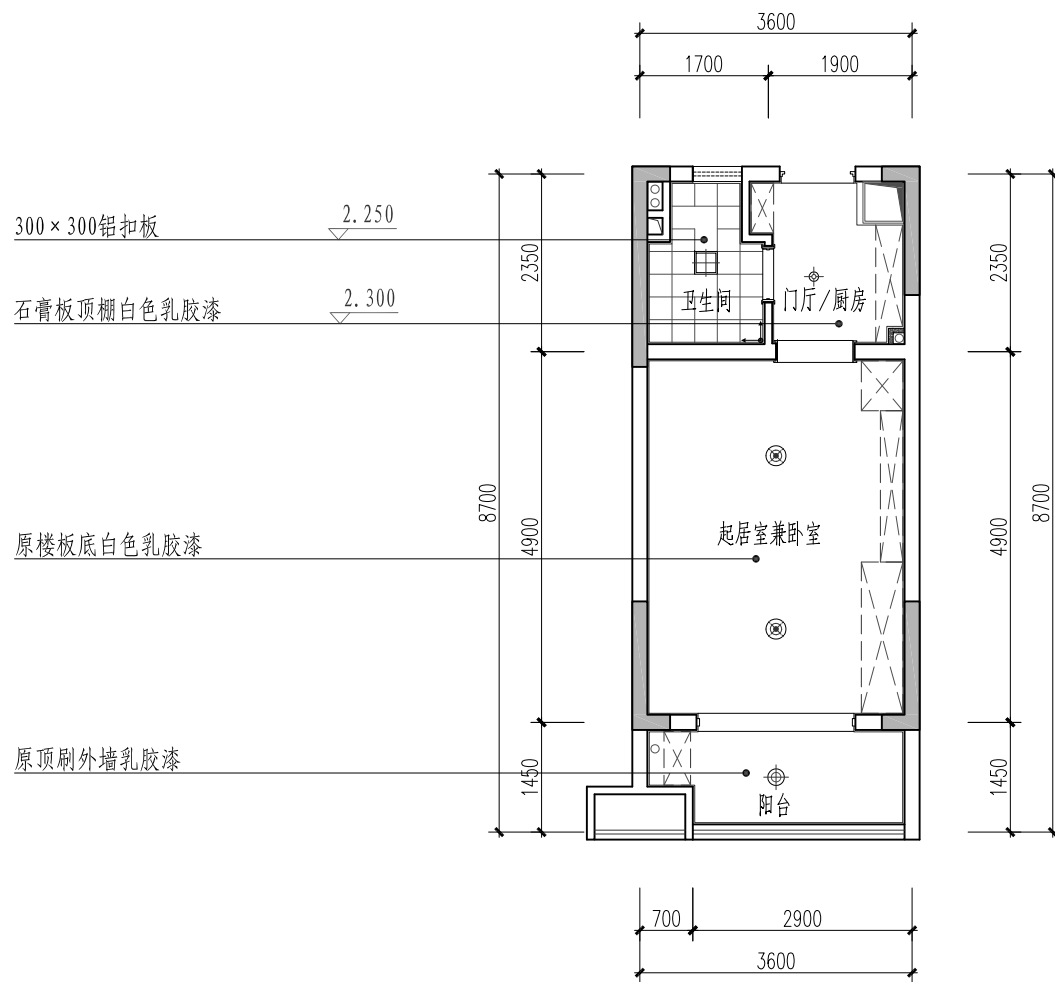 3600
1700 1900
300×300铝扣板 2.250
2350 2350
石膏板顶棚白色乳胶漆 2.300
卫生间 门厅/厨房
8700 4900 4900 8700
原楼板底白色乳胶漆
起居室兼卧室
原顶刷外墙乳胶漆
1450 1450
阳台
700 2900
3600